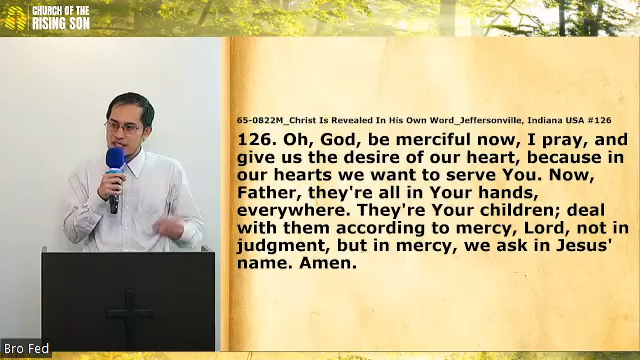 CHURCH OF THE
RISING SON
65-0822M_Christ Is Revealed In His Own Word_Jeffersonville, Indiana USA #126
126. Oh, God, be merciful now, I pray, and
give us the desire of our heart, because in
our hearts we want to serve You. Now,
Father, they're all in Your hands,
everywhere. They're Your children; deal
with them according to mercy, Lord, not in
judgment, but in mercy, we ask in Jesus'
name. Amen.
Bro Fed